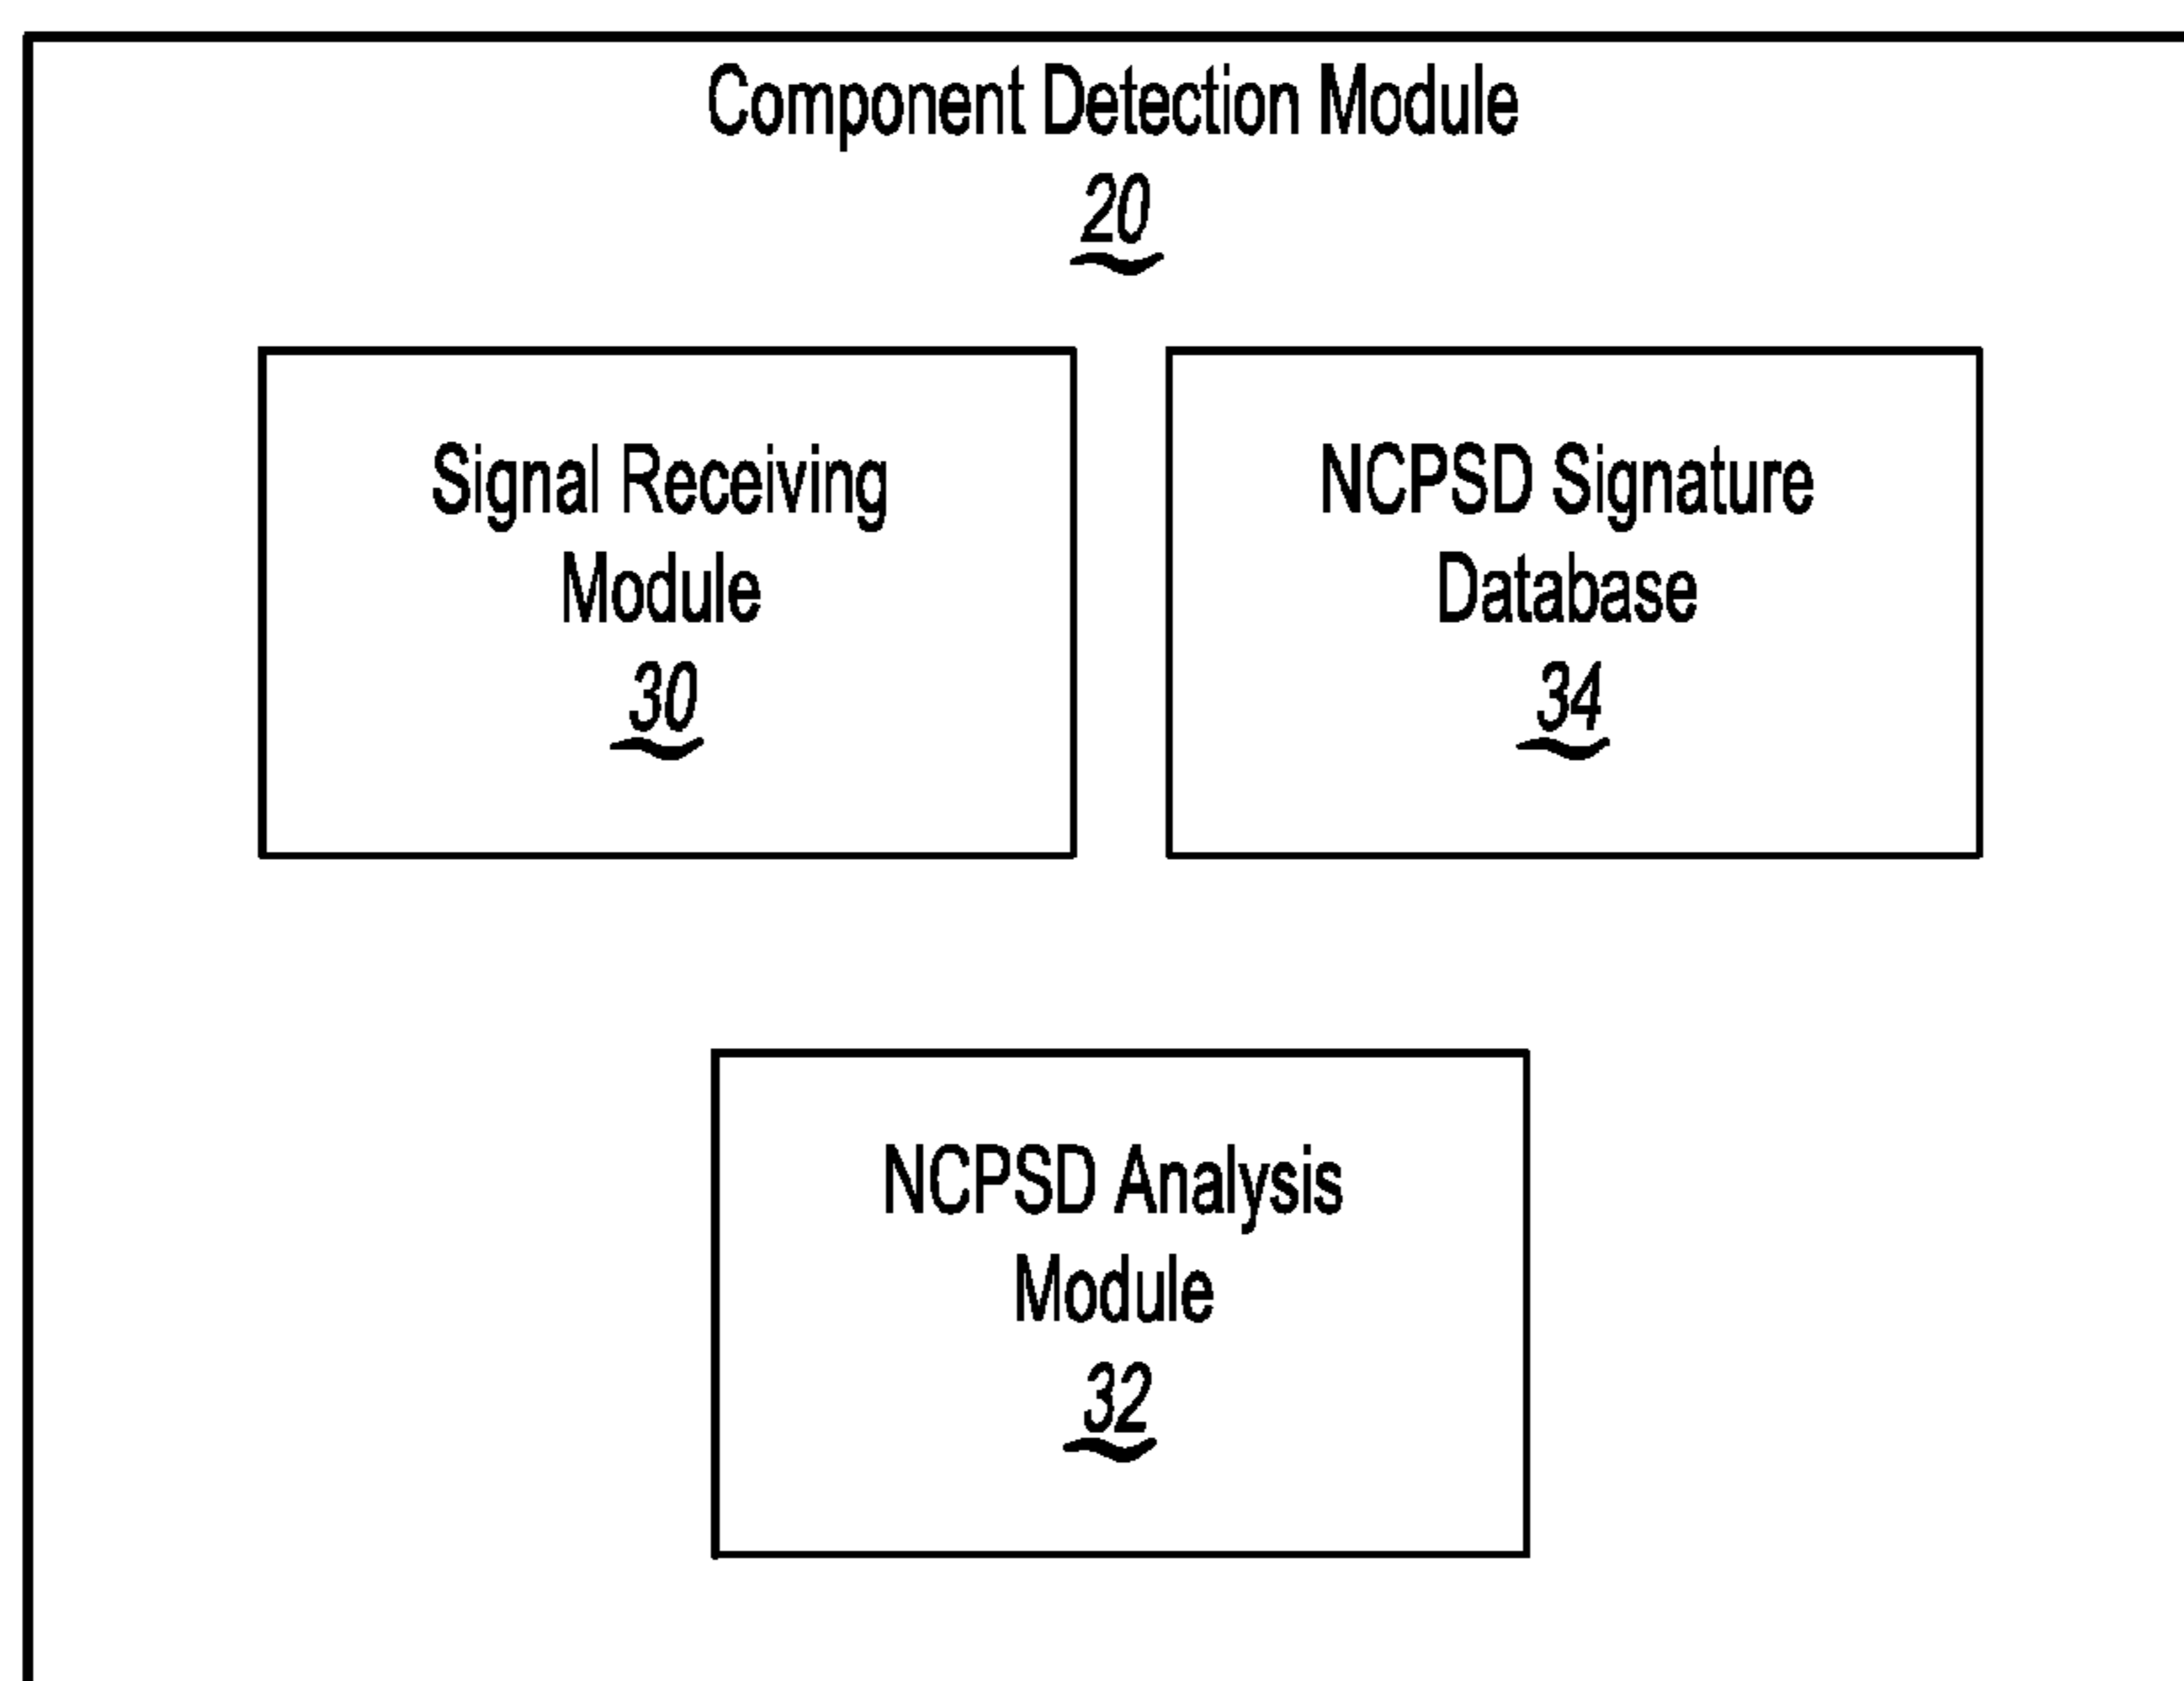 Component Detection Module
20
Signal Receiving
Module
30
NCPSD Signature
Database
34
NCPSD Analysis
Module
32